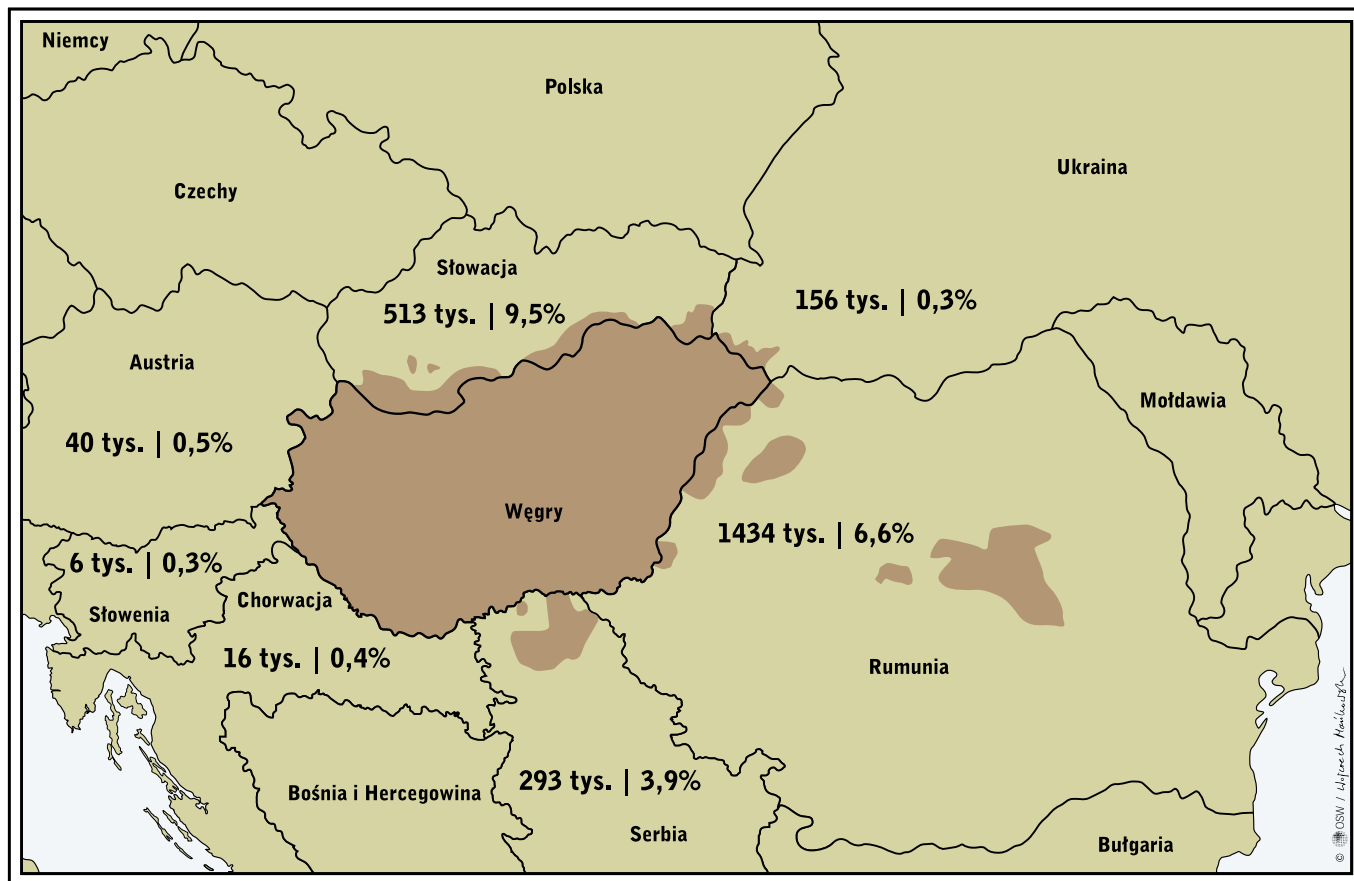 Niemcy
Polska
Ukraina
Czechy
Słowacja
513 tys. | 9,5%
156 tys. | 0,3%
Austria
40 tys. | 0,5%
Mołdawia
Węgry
1434 tys. | 6,6%
6 tys. | 0,3%
Słowenia
Chorwacja
16 tys. | 0,4%
Rumunia
Bośnia i Hercegowina
293 tys. | 3,9%
Serbia
Bułgaria
© OSW / Wojciech Mańkowski